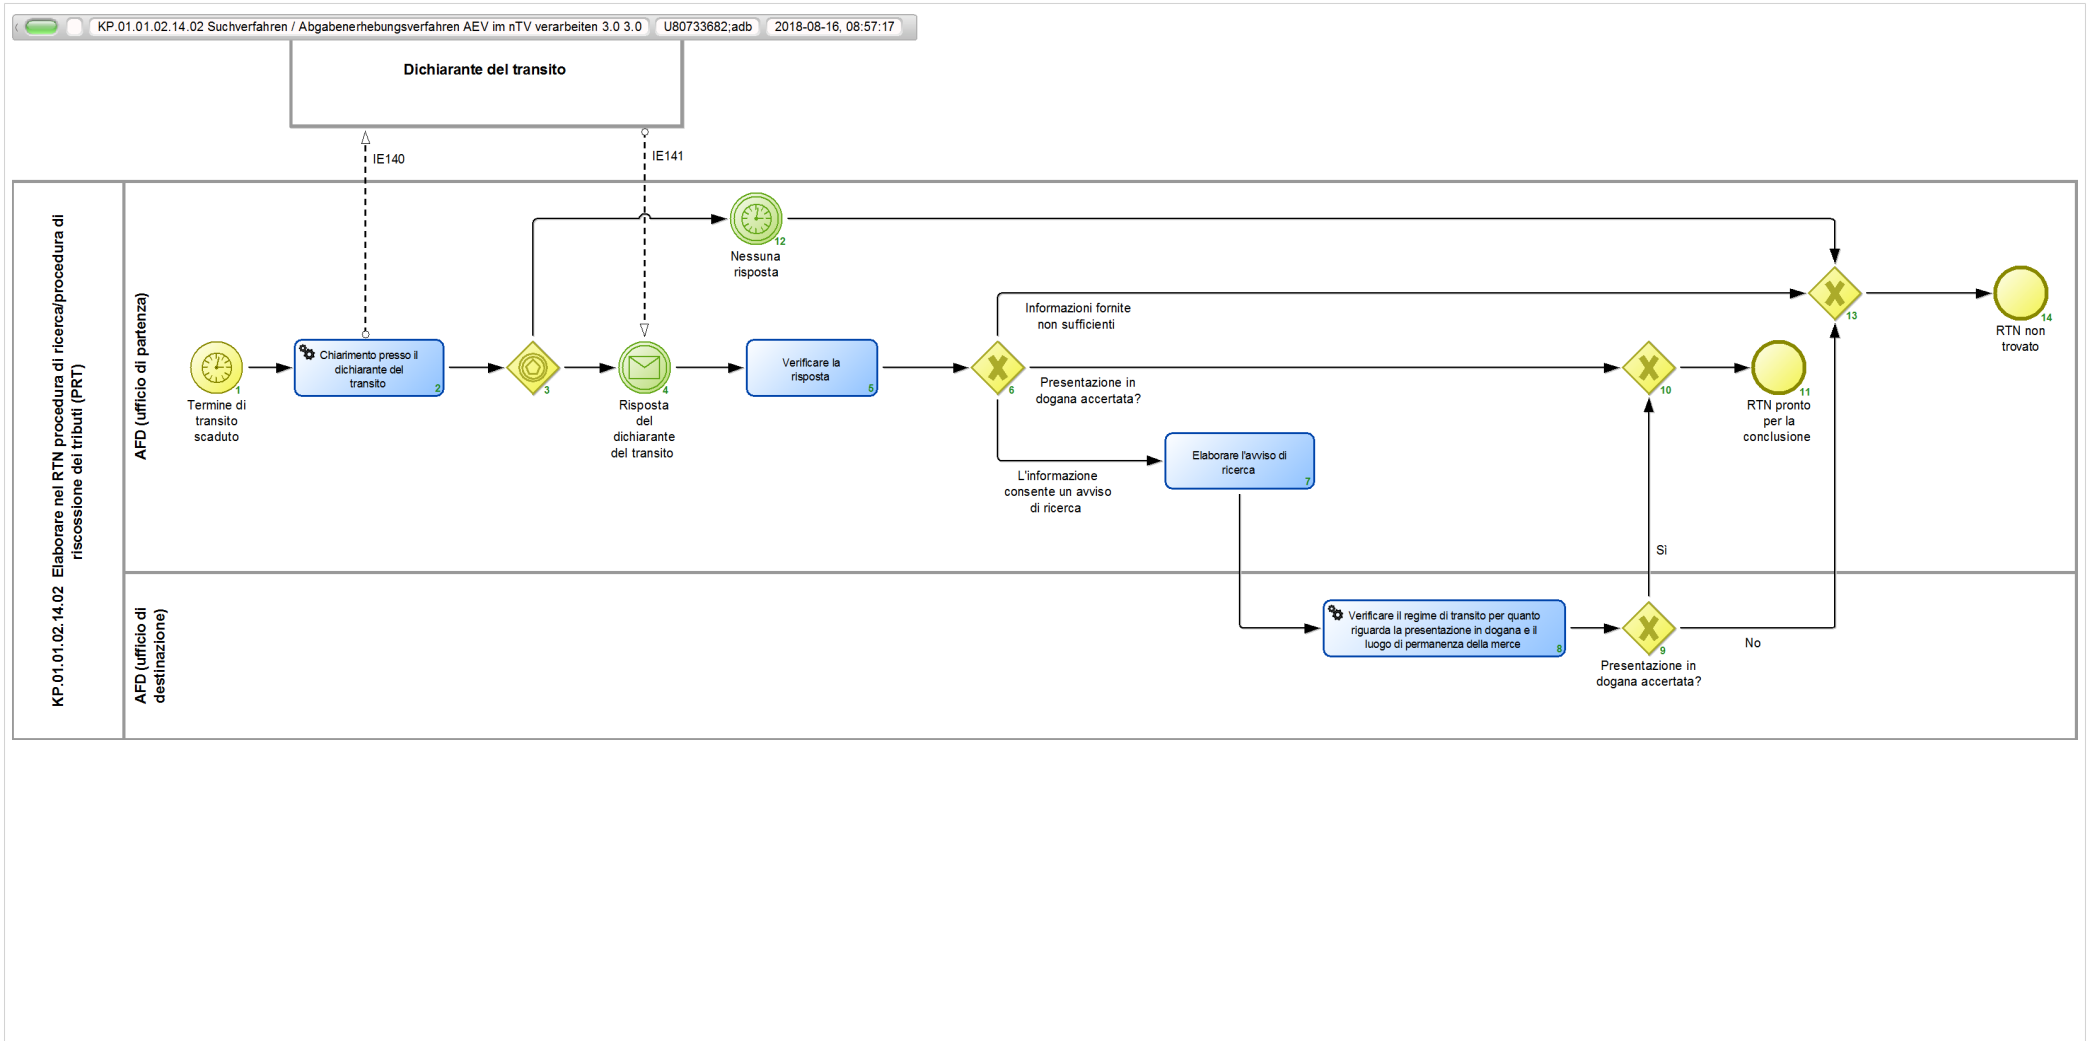 KP.01.01.02.14.02 Suchverfahren / Abgabenerhebungsverfahren AEV im nTV verarbeiten 3.0 3.0
U80733682;adb
2018-08-16, 08:57:17
Dichiarante del transito
IE140
IE141
KP.01.01.02.14.02 Elaborare nel RTN procedura di ricerca/procedura di
riscossione dei tributi (PRT)
AFD (ufficio di partenza)
1
Termine di
transito
scaduto
Chiarimento presso il
dichiarante del
transito
2
3
4
Risposta
del
dichiarante
del transito
12
Nessuna
risposta
Verificare la
risposta
5
6
Informazioni fornite
non sufficienti
Presentazione in
dogana accertata?
L'informazione
consente un avviso
di ricerca
Elaborare l'avviso di
ricerca
7
10
11
RTN pronto
per la
conclusione
13
14
RTN non
trovato
Sì
AFD (ufficio di
destinazione)
Verificare il regime di transito per quanto
riguarda la presentazione in dogana e il
luogo di permanenza della merce
8
9
Presentazione in
dogana accertata?
No